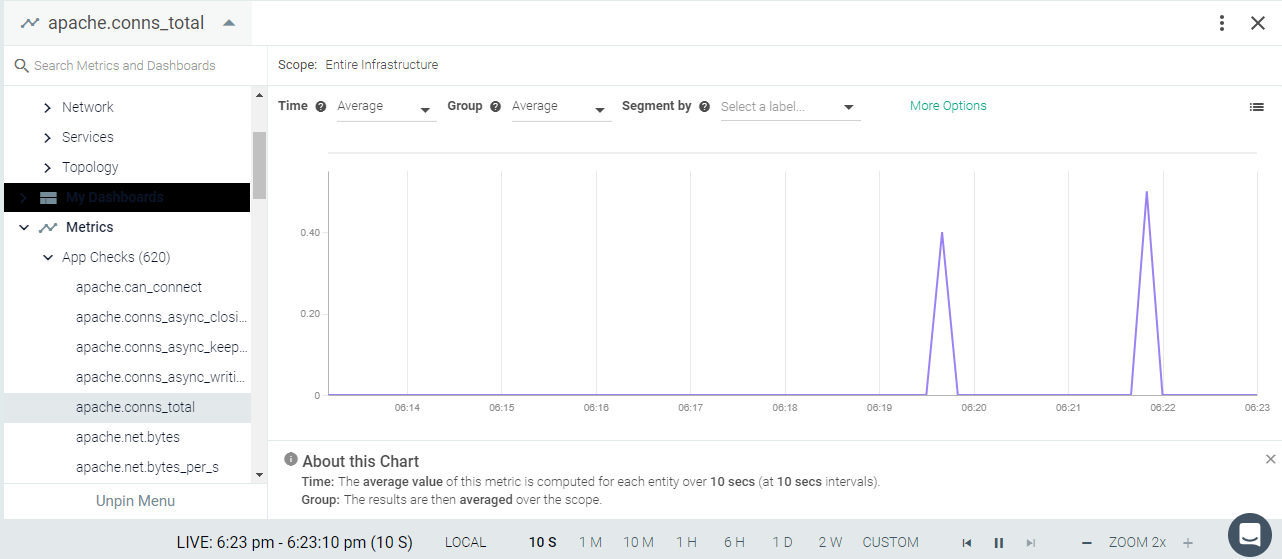 apache.conns_total
Search Metrics and Dashboards
Scope: Entire Infrastructure
Network
Services
Topology
My Dashboards
Metrics
App Checks (620)
apache.can_connect
apache.conns_async_closi...
apache.conns_async_keep...
apache.conns_async_writi...
apache.conns_total
apache.net.bytes
apache.net.bytes_per_s
Unpin Menu
Time ? Average Group ? Average Segment by ? Select a label... More Options
0.40
0.20
0
06:14 06:15 06:16 06:17 06:18 06:19 06:20 06:21 06:22 06:23
About this Chart
Time: The average value of this metric is computed for each entity over 10 secs (at 10 secs intervals).
Group: The results are then averaged over the scope.
LIVE: 6:23 pm - 6:23:10 pm (10 S) LOCAL 10 S 1 M 10 M 1 H 6 H 1 D 2 W CUSTOM ZOOM 2x